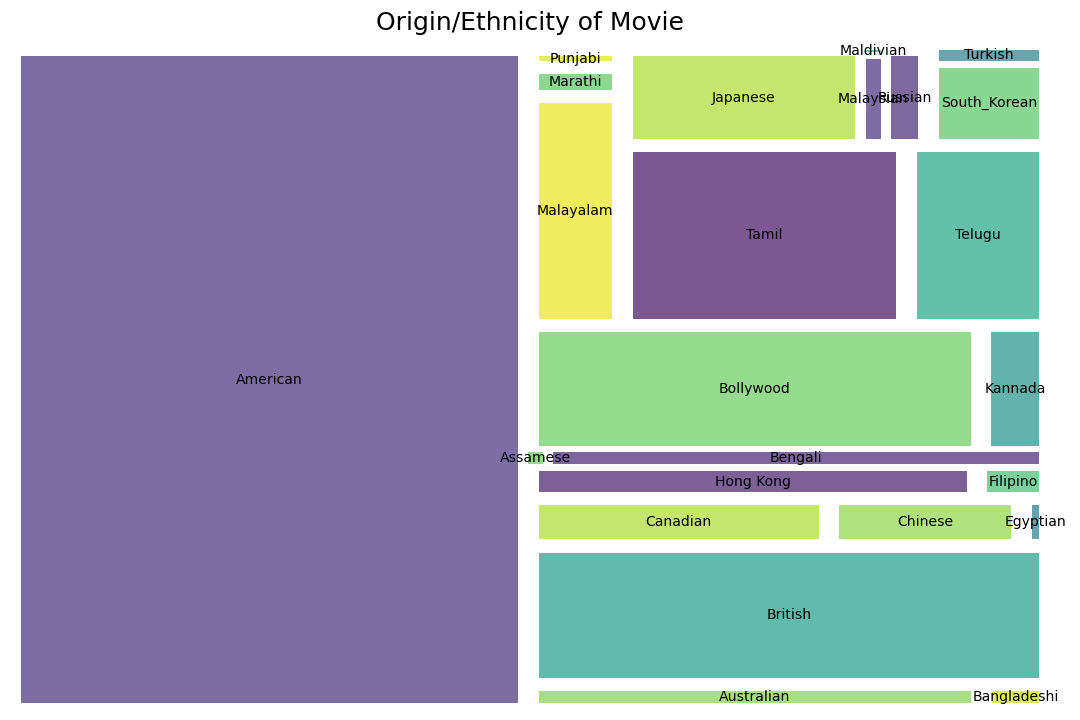 Origin/Ethnicity of Movie
Maldivian
Turkish
Punjabi
Marathi
Japanese
Malaysian
Russian
South_Korean
Malayalam
Tamil
Telugu
American
Bollywood
Kannada
Assamese
Bengali
Hong Kong
Filipino
Canadian
Chinese
Egyptian
British
Australian
Bangladeshi